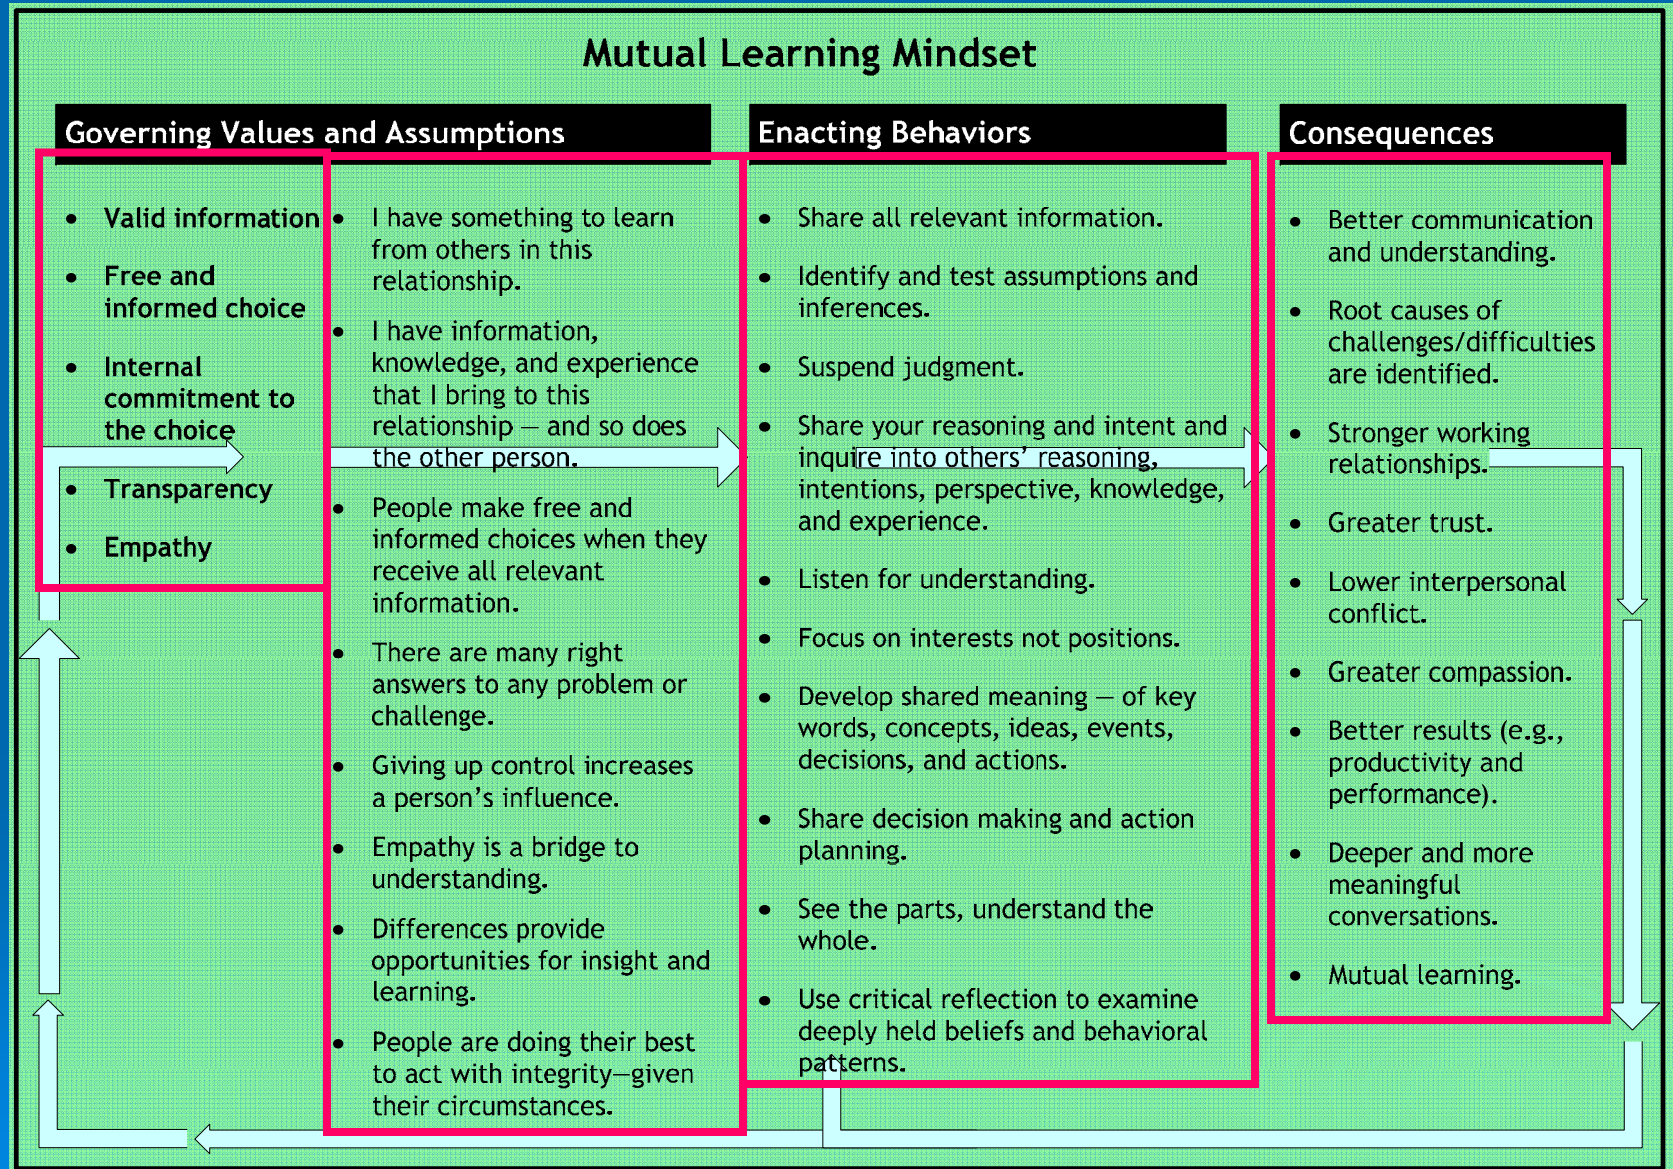 Mutual Learning Mindset
Governing Values and Assumptions
• Valid information
• Free and
informed choice
• Internal
commitment to
the choice
• Transparency
• Empathy
• I have something to learn
from others in this
relationship.
• I have information,
knowledge, and experience
that I bring to this
relationship — and so does
the other person.
• People make free and
informed choices when they
receive all relevant
information.
• There are many right
answers to any problem or
challenge.
• Giving up control increases
a person’s influence.
• Empathy is a bridge to
understanding.
• Differences provide
opportunities for insight and
learning.
• People are doing their best
to act with integrity—given
their circumstances.
Enacting Behaviors
• Share all relevant information.
• Identify and test assumptions and
inferences.
• Suspend judgment.
• Share your reasoning and intent and
inquire into others’ reasoning,
intentions, perspective, knowledge,
and experience.
• Listen for understanding.
• Focus on interests not positions.
• Develop shared meaning — of key
words, concepts, ideas, events,
decisions, and actions.
• Share decision making and action
planning.
• See the parts, understand the
whole.
• Use critical reflection to examine
deeply held beliefs and behavioral
patterns.
Consequences
• Better communication
and understanding.
• Root causes of
challenges/difficulties
are identified.
• Stronger working
relationships.
• Greater trust.
• Lower interpersonal
conflict.
• Greater compassion.
• Better results (e.g.,
productivity and
performance).
• Deeper and more
meaningful
conversations.
• Mutual learning.